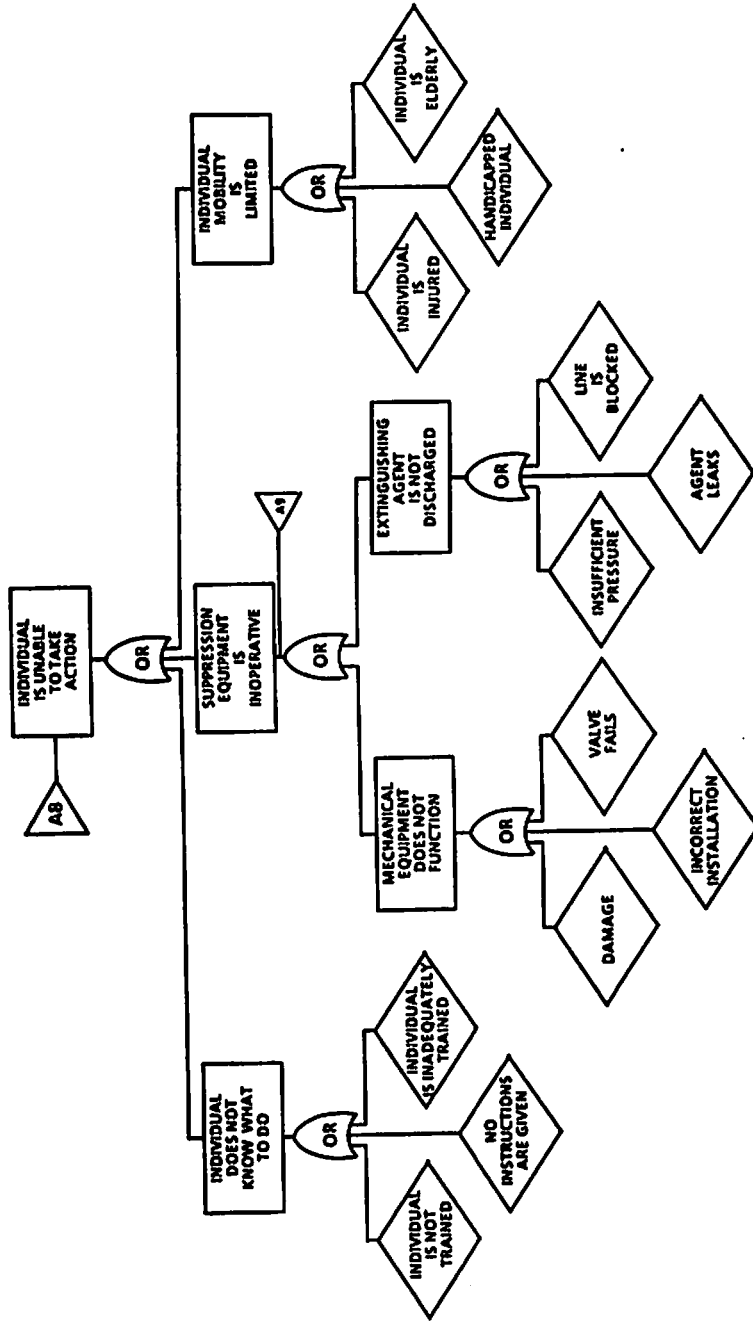 INDIVIDUAL
IS UNABLE
TO TAKE
ACTION
A8
OR
INDIVIDUAL
DOES NOT
KNOW WHAT
TO DO
SUPPRESSION
EQUIPMENT
IS
INOPERATIVE
INDIVIDUAL
MOBILITY
IS
LIMITED
A9
OR
OR
OR
INDIVIDUAL
IS NOT
TRAINED
NO
INSTRUCTIONS
ARE GIVEN
INDIVIDUAL
IS INADEQUATELY
TRAINED
MECHANICAL
EQUIPMENT
DOES NOT
FUNCTION
EXTINGUISHING
AGENT
IS NOT
DISCHARGED
INDIVIDUAL
IS
INJURED
HANDICAPPED
INDIVIDUAL
INDIVIDUAL
IS
ELDERLY
OR
OR
DAMAGE
INCORRECT
INSTALLATION
VALVE
FAILS
INSUFFICIENT
PRESSURE
AGENT
LEAKS
LINE
IS
BLOCKED